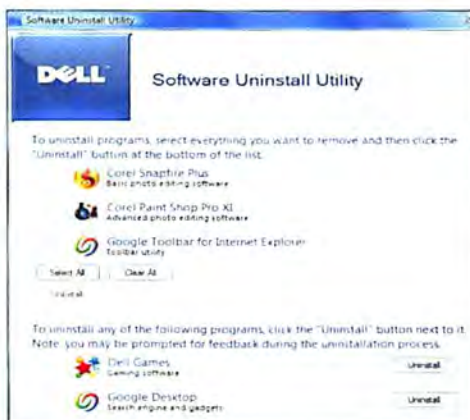 Software Uninstall Utility
DELL
Software Uninstall Utility
To uninstall programs, select everything you want to remove and then click the
"Uninstall" button at the bottom of the list.
Corel Snapfire Plus
Basic photo editing software
Corel Paint Shop Pro XI
Advanced photo editing software
Google Toolbar for Internet Explorer
Toolbar utility
Select All Clear All
Uninstall
To uninstall any of the following programs, click the "Uninstall" button next to it.
Note: you may be prompted for feedback during the uninstallation process.
Dell Games
Gaming software
Uninstall
Google Desktop
Search engine and gadgets
Uninstall